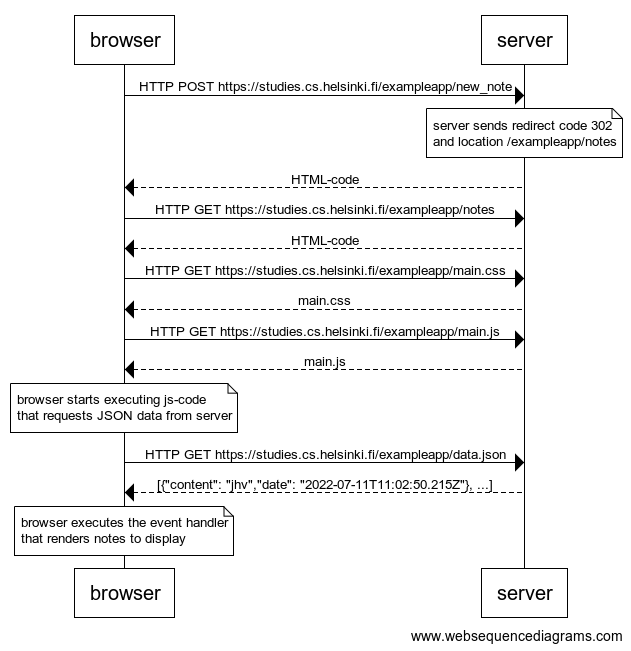 browser
server
HTTP POST https://studies.cs.helsinki.fi/exampleapp/new_note
server sends redirect code 302
and location /exampleapp/notes
HTML-code
HTTP GET https://studies.cs.helsinki.fi/exampleapp/notes
HTML-code
HTTP GET https://studies.cs.helsinki.fi/exampleapp/main.css
main.css
HTTP GET https://studies.cs.helsinki.fi/exampleapp/main.js
main.js
browser starts executing js-code
that requests JSON data from server
HTTP GET https://studies.cs.helsinki.fi/exampleapp/data.json
[{"content": "jhv","date": "2022-07-11T11:02:50.215Z"}, ...]
browser executes the event handler
that renders notes to display
browser
server
www.websequencediagrams.com